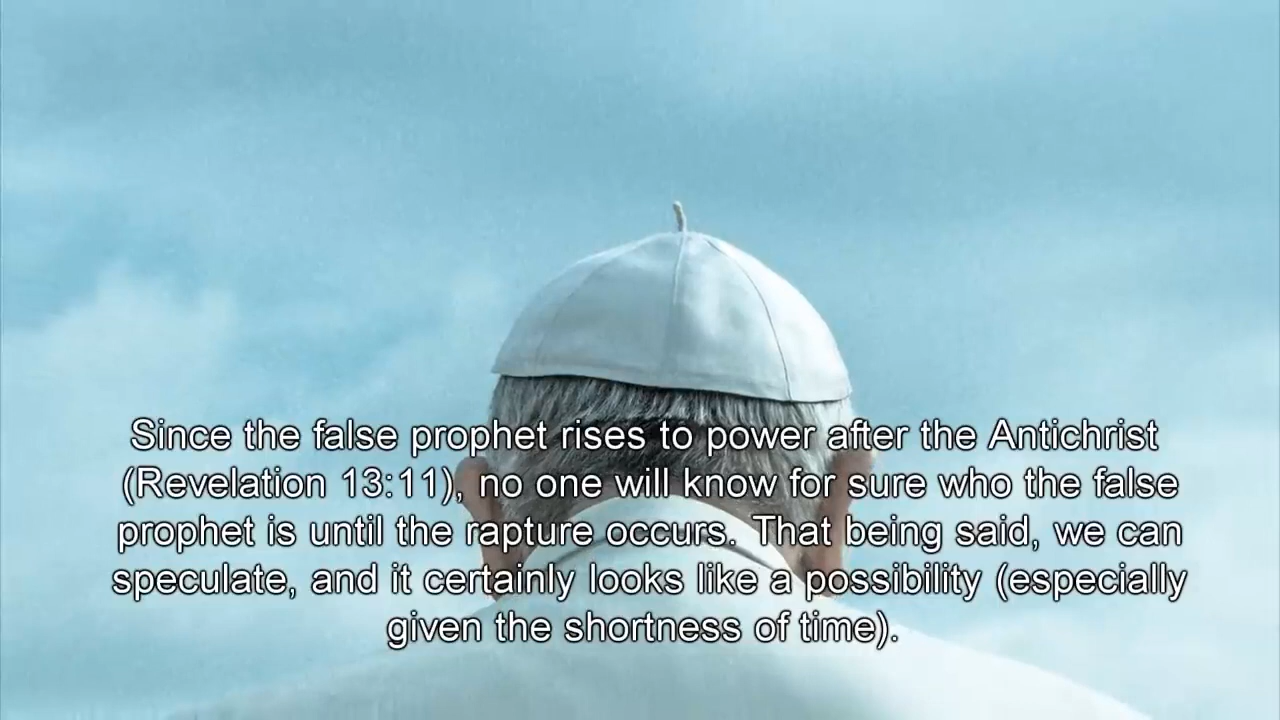 Since the false prophet rises to power after the Antichrist
(Revelation 13:11), no one will know for sure who the false
prophet is until the rapture occurs. That being said, we can
speculate, and it certainly looks like a possibility (especially
given the shortness of time).